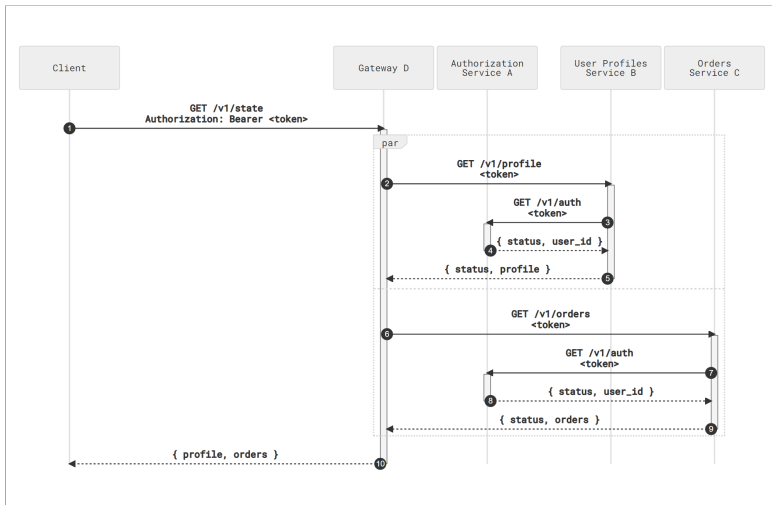 Client
Gateway D
Authorization
Service A
User Profiles
Service B
Orders
Service C
GET /v1/state
Authorization: Bearer <token>
1
par
GET /v1/profile
<token>
2
GET /v1/auth
<token>
3
{ status, user_id }
4
{ status, profile }
5
GET /v1/orders
<token>
6
GET /v1/auth
<token>
7
{ status, user_id }
8
{ status, orders }
9
{ profile, orders }
10